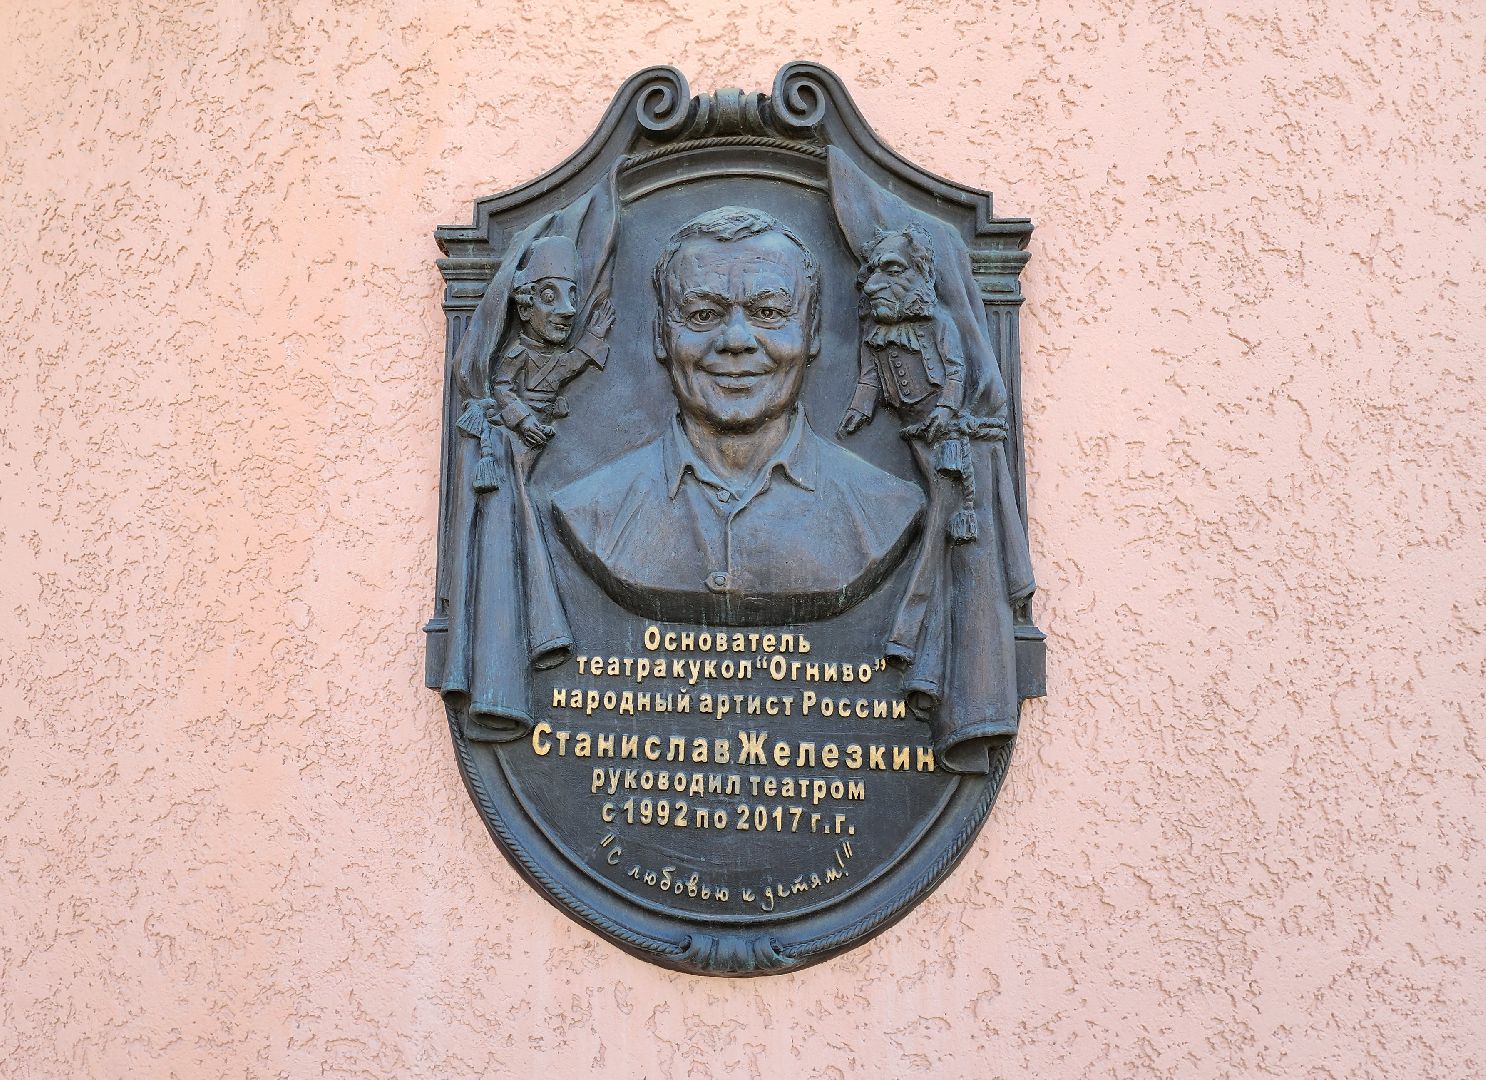 Основатель
театра кукол "Огниво"
народный артист России
Станислав Железкин
руководил театром
с 1992 по 2017 г.г.
"С любовью к детям!"